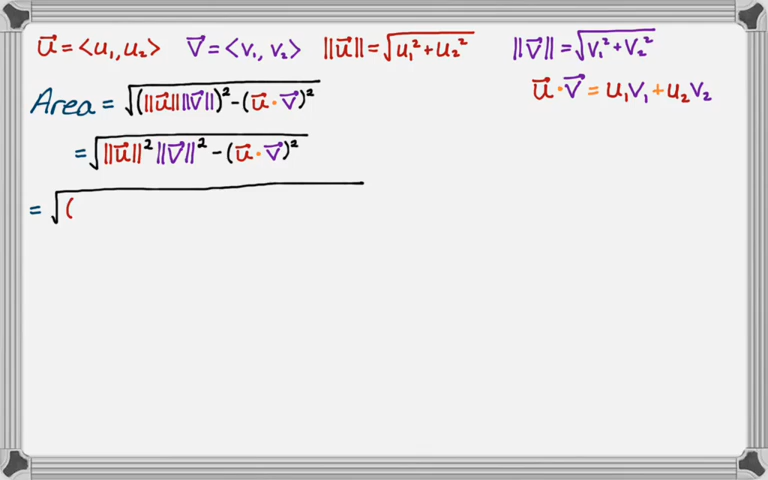 u⃗ = <u₁, u₂> v⃗ = <v₁, v₂> ||u⃗|| = √(u₁² + u₂²) ||v⃗|| = √(v₁² + v₂²)
u⃗ · v⃗ = u₁v₁ + u₂v₂
Area = √((||u⃗|| ||v⃗||)² - (u⃗ · v⃗)²)
= √(||u⃗||² ||v⃗||² - (u⃗ · v⃗)²)
= √(